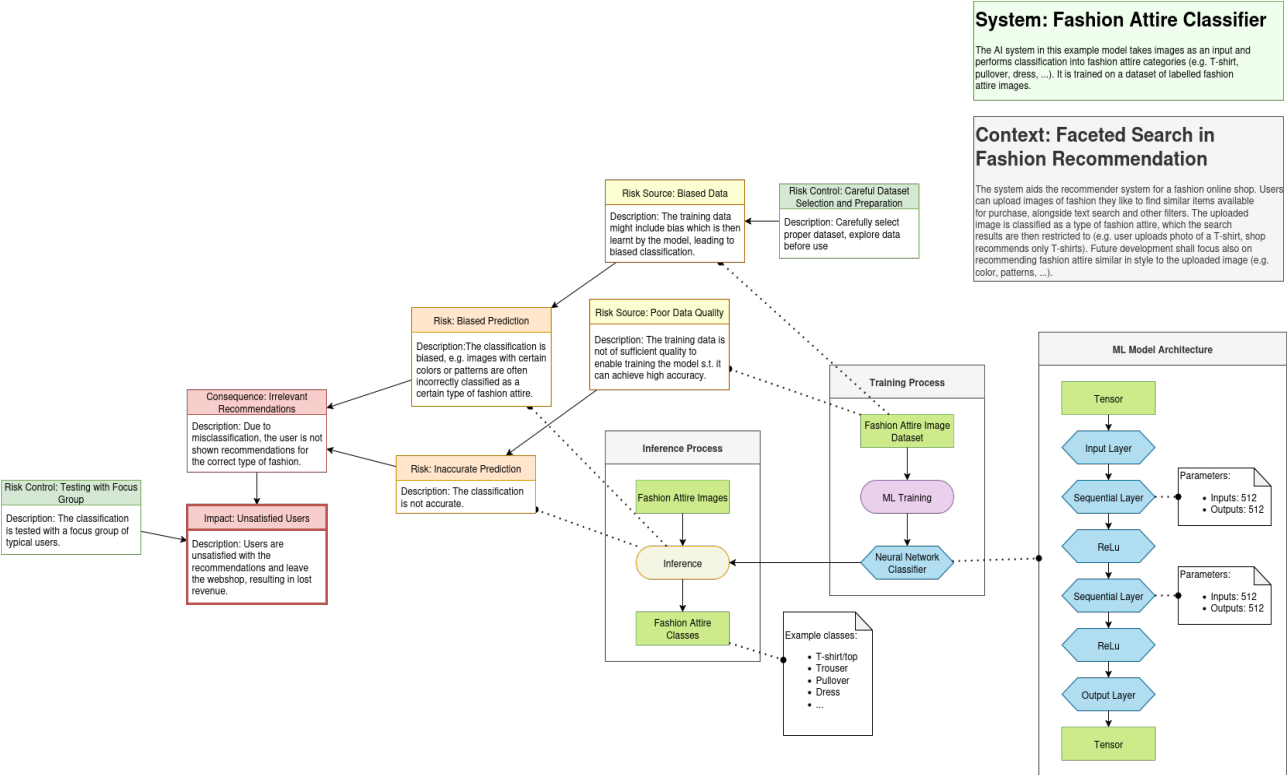 System: Fashion Attire Classifier
The AI system in this example model takes images as an input and
performs classification into fashion attire categories (e.g. T-shirt,
pullover, dress, ...). It is trained on a dataset of labelled fashion
attire images.
Context: Faceted Search in
Fashion Recommendation
The system aids the recommender system for a fashion online shop. Users
can upload images of fashion they like to find similar items available
for purchase, alongside text search and other filters. The uploaded
image is classified as a type of fashion attire, which the search
results are then restricted to (e.g. user uploads photo of a T-shirt, shop
recommends only T-shirts). Future development shall focus also on
recommending fashion attire similar in style to the uploaded image (e.g.
color, patterns, ...).
Risk Source: Biased Data
Description: The training data
might include bias which is then
learnt by the model, leading to
biased classification.
Risk Control: Careful Dataset
Selection and Preparation
Description: Carefully select
proper dataset, explore data
before use
Risk: Biased Prediction
Description:The classification is
biased, e.g. images with certain
colors or patterns are often
incorrectly classified as a
certain type of fashion attire.
Risk Source: Poor Data Quality
Description: The training data is
not of sufficient quality to
enable training the model s.t. it
can achieve high accuracy.
Consequence: Irrelevant
Recommendations
Description: Due to
misclassification, the user is not
shown recommendations for
the correct type of fashion.
Risk: Inaccurate Prediction
Description: The classification
is not accurate.
Risk Control: Testing with Focus
Group
Description: The classification
is tested with a focus group of
typical users.
Impact: Unsatisfied Users
Description: Users are
unsatisfied with the
recommendations and leave
the webshop, resulting in lost
revenue.
Inference Process
Fashion Attire Images
Inference
Fashion Attire
Classes
Example classes:
• T-shirt/top
• Trouser
• Pullover
• Dress
• ...
Training Process
Fashion Attire Image
Dataset
ML Training
Neural Network
Classifier
ML Model Architecture
Tensor
Input Layer
Sequential Layer
Parameters:
• Inputs: 512
• Outputs: 512
ReLu
Sequential Layer
Parameters:
• Inputs: 512
• Outputs: 512
ReLu
Output Layer
Tensor